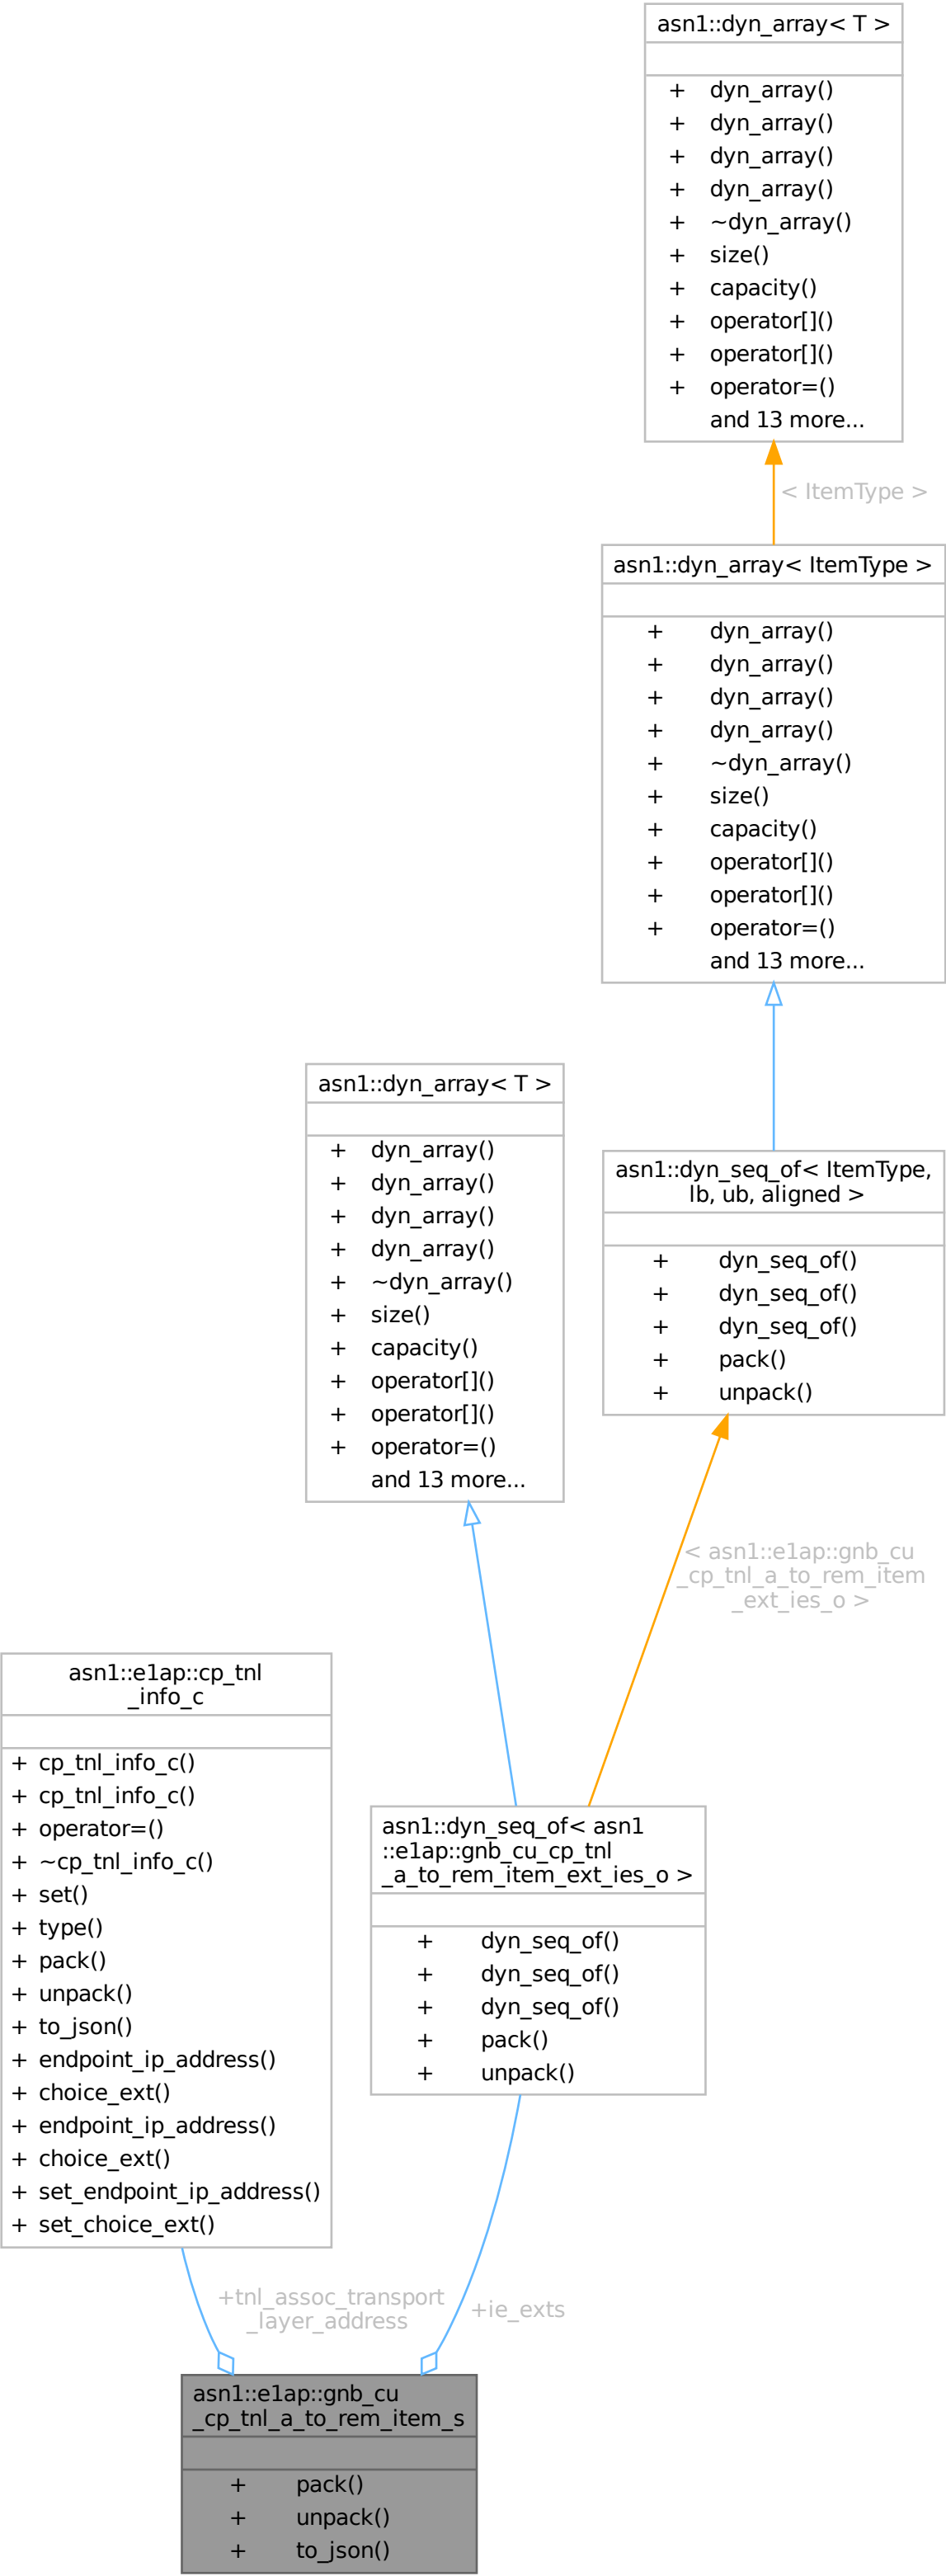 asn1::dyn_array< T >
+ dyn_array()
+ dyn_array()
+ dyn_array()
+ dyn_array()
+ ~dyn_array()
+ size()
+ capacity()
+ operator[]()
+ operator[]()
+ operator=()
and 13 more...
< ItemType >
asn1::dyn_array< ItemType >
+ dyn_array()
+ dyn_array()
+ dyn_array()
+ dyn_array()
+ ~dyn_array()
+ size()
+ capacity()
+ operator[]()
+ operator[]()
+ operator=()
and 13 more...
asn1::dyn_array< T >
+ dyn_array()
+ dyn_array()
+ dyn_array()
+ dyn_array()
+ ~dyn_array()
+ size()
+ capacity()
+ operator[]()
+ operator[]()
+ operator=()
and 13 more...
asn1::dyn_seq_of< ItemType,
lb, ub, aligned >
+ dyn_seq_of()
+ dyn_seq_of()
+ dyn_seq_of()
+ pack()
+ unpack()
< asn1::e1ap::gnb_cu
_cp_tnl_a_to_rem_item
_ext_ies_o >
asn1::e1ap::cp_tnl
_info_c
+ cp_tnl_info_c()
+ cp_tnl_info_c()
+ operator=()
+ ~cp_tnl_info_c()
+ set()
+ type()
+ pack()
+ unpack()
+ to_json()
+ endpoint_ip_address()
+ choice_ext()
+ endpoint_ip_address()
+ choice_ext()
+ set_endpoint_ip_address()
+ set_choice_ext()
asn1::dyn_seq_of< asn1
::e1ap::gnb_cu_cp_tnl
_a_to_rem_item_ext_ies_o >
+ dyn_seq_of()
+ dyn_seq_of()
+ dyn_seq_of()
+ pack()
+ unpack()
+tnl_assoc_transport
_layer_address
+ie_exts
asn1::e1ap::gnb_cu
_cp_tnl_a_to_rem_item_s
+ pack()
+ unpack()
+ to_json()